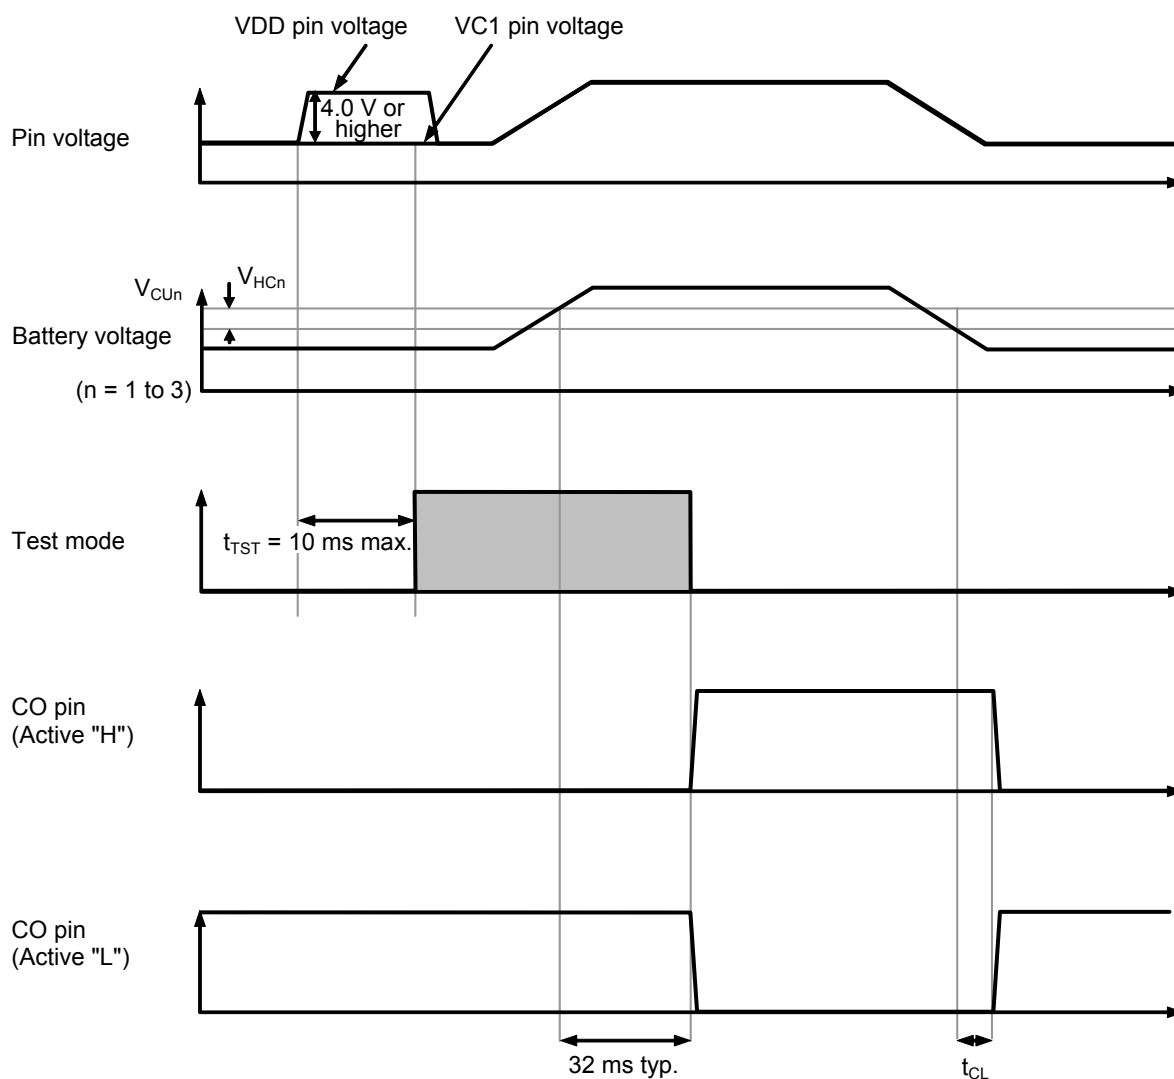 VDD pin voltage
VC1 pin voltage
4.0 V or
higher
Pin voltage
VHCn
VCUn
Battery voltage
(n = 1 to 3)
Test mode
tTST = 10 ms max.
CO pin
(Active "H")
CO pin
(Active "L")
32 ms typ.
tCL